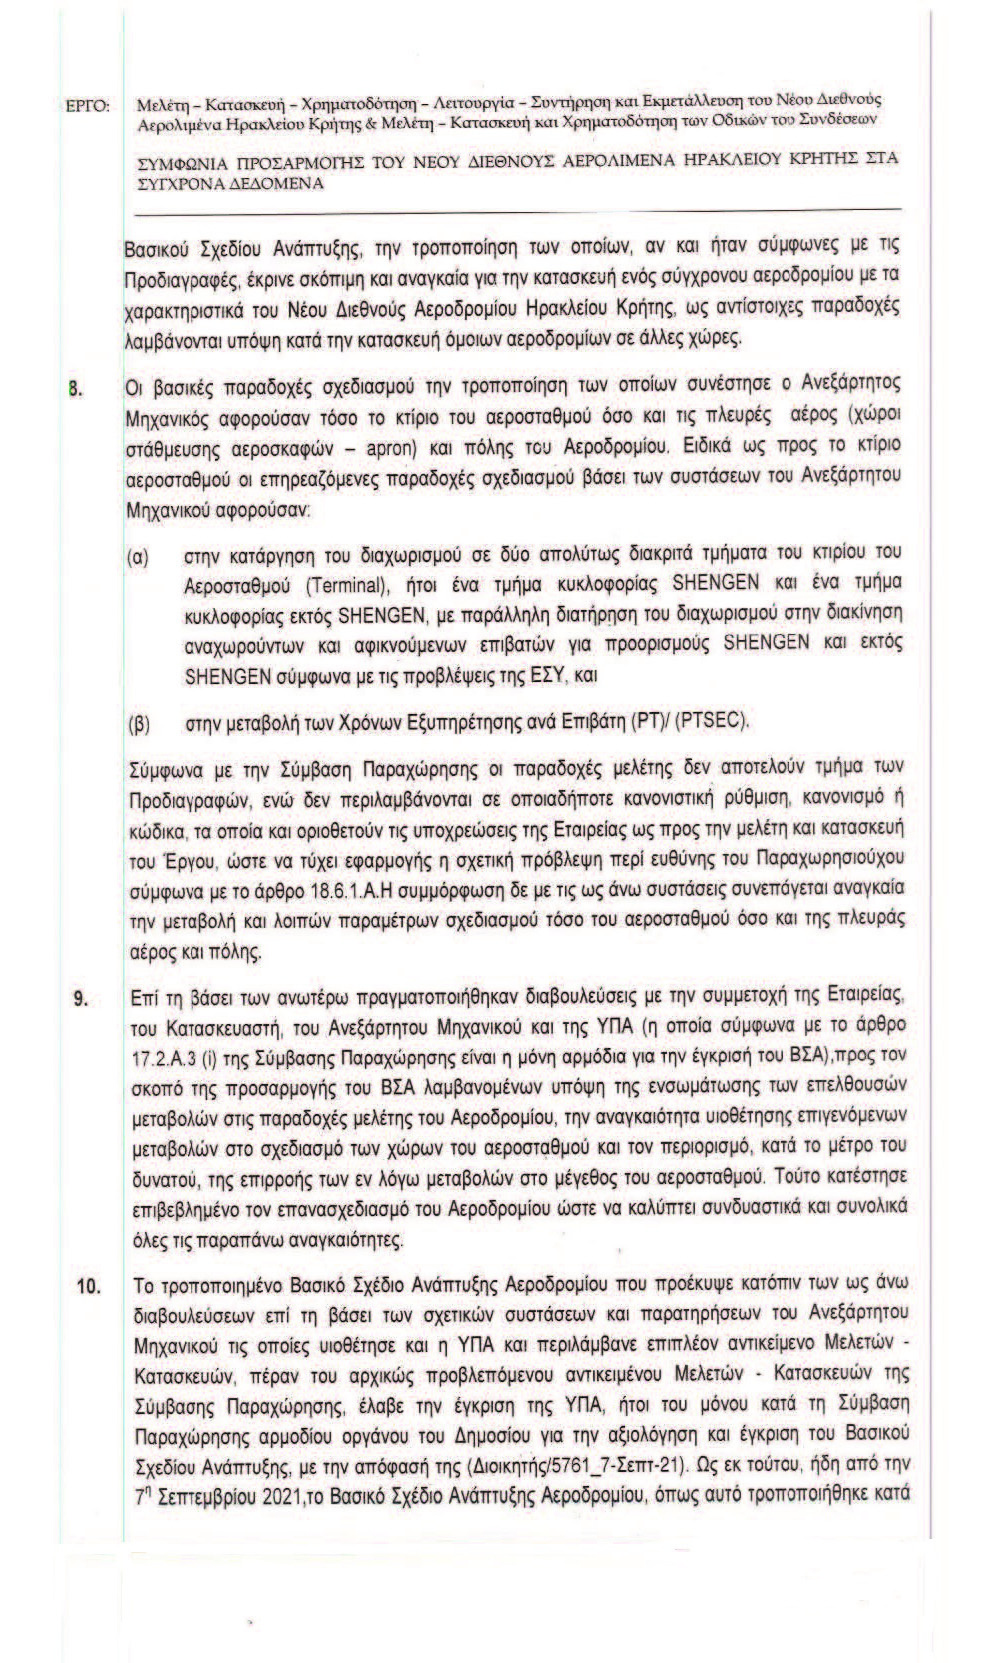 ΕΡΓΟ: Μελέτη – Κατασκευή – Χρηματοδότηση – Λειτουργία – Συντήρηση και Εκμετάλλευση του Νέου Διεθνούς
Αερολιμένα Ηρακλείου Κρήτης & Μελέτη – Κατασκευή και Χρηματοδότηση των Οδικών του Συνδέσεων
ΣΥΜΦΩΝΙΑ ΠΡΟΣΑΡΜΟΓΗΣ ΤΟΥ ΝΕΟΥ ΔΙΕΘΝΟΥΣ ΑΕΡΟΛΙΜΕΝΑ ΗΡΑΚΛΕΙΟΥ ΚΡΗΤΗΣ ΣΤΑ
ΣΥΓΧΡΟΝΑ ΔΕΔΟΜΕΝΑ
Βασικού Σχεδίου Ανάπτυξης, την τροποποίηση των οποίων, αν και ήταν σύμφωνες με τις
Προδιαγραφές, έκρινε σκόπιμη και αναγκαία για την κατασκευή ενός σύγχρονου αεροδρομίου με τα
χαρακτηριστικά του Νέου Διεθνούς Αεροδρομίου Ηρακλείου Κρήτης, ως αντίστοιχες παραδοχές
λαμβάνονται υπόψη κατά την κατασκευή όμοιων αεροδρομίων σε άλλες χώρες.
8. Οι βασικές παραδοχές σχεδιασμού την τροποποίηση των οποίων συνέστησε ο Ανεξάρτητος
Μηχανικός αφορούσαν τόσο το κτίριο του αεροσταθμού όσο και τις πλευρές αέρος (χώροι
στάθμευσης αεροσκαφών – apron) και πόλης του Αεροδρομίου. Ειδικά ως προς το κτίριο
αεροσταθμού οι επηρεαζόμενες παραδοχές σχεδιασμού βάσει των συστάσεων του Ανεξάρτητου
Μηχανικού αφορούσαν:
(α) στην κατάργηση του διαχωρισμού σε δύο απολύτως διακριτά τμήματα του κτιρίου του
Αεροσταθμού (Terminal), ήτοι ένα τμήμα κυκλοφορίας SHENGEN και ένα τμήμα
κυκλοφορίας εκτός SHENGEN, με παράλληλη διατήρηση του διαχωρισμού στην διακίνηση
αναχωρούντων και αφικνούμενων επιβατών για προορισμούς SHENGEN και εκτός
SHENGEN σύμφωνα με τις προβλέψεις της ΕΣΥ, και
(β) στην μεταβολή των Χρόνων Εξυπηρέτησης ανά Επιβάτη (PT)/ (PTSEC).
Σύμφωνα με την Σύμβαση Παραχώρησης οι παραδοχές μελέτης δεν αποτελούν τμήμα των
Προδιαγραφών, ενώ δεν περιλαμβάνονται σε οποιαδήποτε κανονιστική ρύθμιση, κανονισμό ή
κώδικα, τα οποία και οριοθετούν τις υποχρεώσεις της Εταιρείας ως προς την μελέτη και κατασκευή
του Έργου, ώστε να τύχει εφαρμογής η σχετική πρόβλεψη περί ευθύνης του Παραχωρησιούχου
σύμφωνα με το άρθρο 18.6.1.Α.Η συμμόρφωση δε με τις ως άνω συστάσεις συνεπάγεται αναγκαία
την μεταβολή και λοιπών παραμέτρων σχεδιασμού τόσο του αεροσταθμού όσο και της πλευράς
αέρος και πόλης.
9. Επί τη βάσει των ανωτέρω πραγματοποιήθηκαν διαβουλεύσεις με την συμμετοχή της Εταιρείας,
του Κατασκευαστή, του Ανεξάρτητου Μηχανικού και της ΥΠΑ (η οποία σύμφωνα με το άρθρο
17.2.Α.3 (i) της Σύμβασης Παραχώρησης είναι η μόνη αρμόδια για την έγκρισή του ΒΣΑ),προς τον
σκοπό της προσαρμογής του ΒΣΑ λαμβανομένων υπόψη της ενσωμάτωσης των επελθουσών
μεταβολών στις παραδοχές μελέτης του Αεροδρομίου, την αναγκαιότητα υιοθέτησης επιγενόμενων
μεταβολών στο σχεδιασμό των χώρων του αεροσταθμού και τον περιορισμό, κατά το μέτρο του
δυνατού, της επιρροής των εν λόγω μεταβολών στο μέγεθος του αεροσταθμού. Τούτο κατέστησε
επιβεβλημένο τον επανασχεδιασμό του Αεροδρομίου ώστε να καλύπτει συνδυαστικά και συνολικά
όλες τις παραπάνω αναγκαιότητες.
10. Το τροποποιημένο Βασικό Σχέδιο Ανάπτυξης Αεροδρομίου που προέκυψε κατόπιν των ως άνω
διαβουλεύσεων επί τη βάσει των σχετικών συστάσεων και παρατηρήσεων του Ανεξάρτητου
Μηχανικού τις οποίες υιοθέτησε και η ΥΠΑ και περιλάμβανε επιπλέον αντικείμενο Μελετών -
Κατασκευών, πέραν του αρχικώς προβλεπόμενου αντικειμένου Μελετών - Κατασκευών της
Σύμβασης Παραχώρησης, έλαβε την έγκριση της ΥΠΑ, ήτοι του μόνου κατά τη Σύμβαση
Παραχώρησης αρμοδίου οργάνου του Δημοσίου για την αξιολόγηση και έγκριση του Βασικού
Σχεδίου Ανάπτυξης, με την απόφασή της (Διοικητής/5761_7-Σεπτ-21). Ως εκ τούτου, ήδη από την
7η Σεπτεμβρίου 2021,το Βασικό Σχέδιο Ανάπτυξης Αεροδρομίου, όπως αυτό τροποποιήθηκε κατά